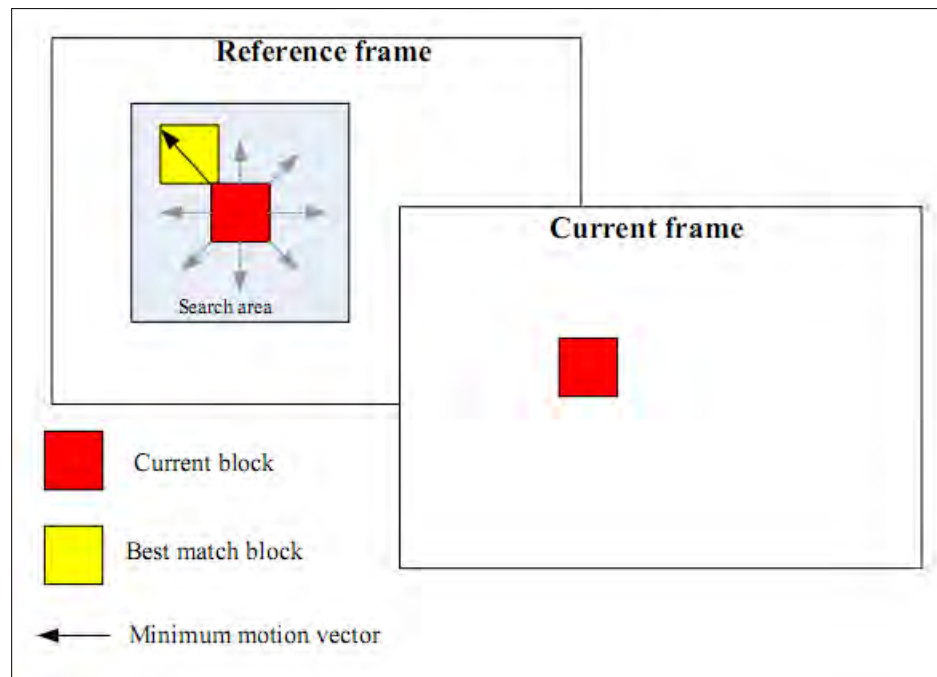 Reference frame
Search area
Current frame
Current block
Best match block
Minimum motion vector